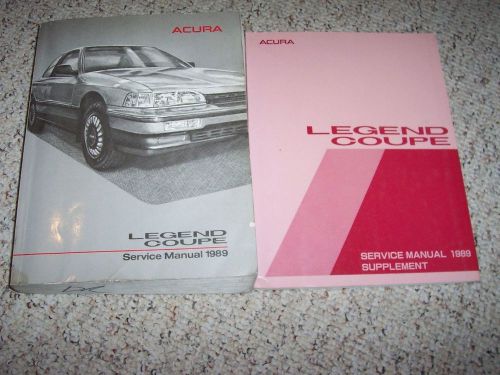 ACURA
LEGEND
COUPE
Service Manual 1989
ACURA
LEGEND
COUPE
SERVICE MANUAL 1989
SUPPLEMENT